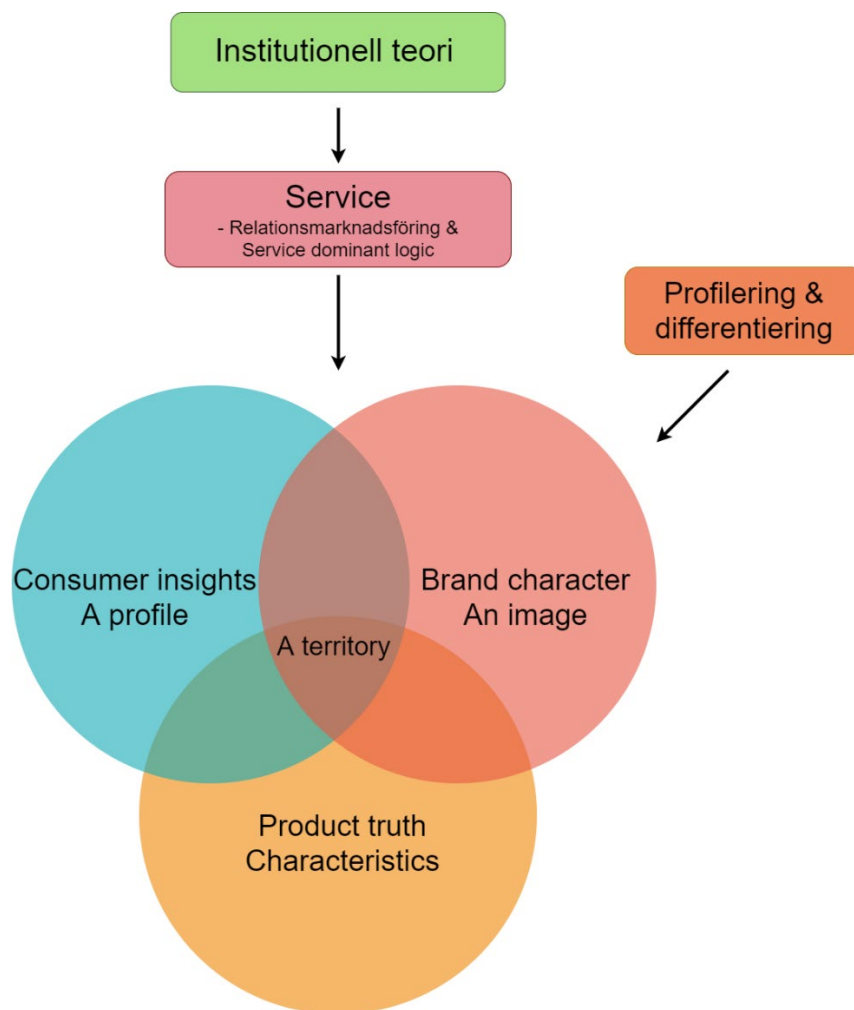 Institutionell teori
Service
- Relationsmarknadsföring &
Service dominant logic
Profilering &
differentiering
Consumer insights
A profile
Brand character
An image
A territory
Product truth
Characteristics